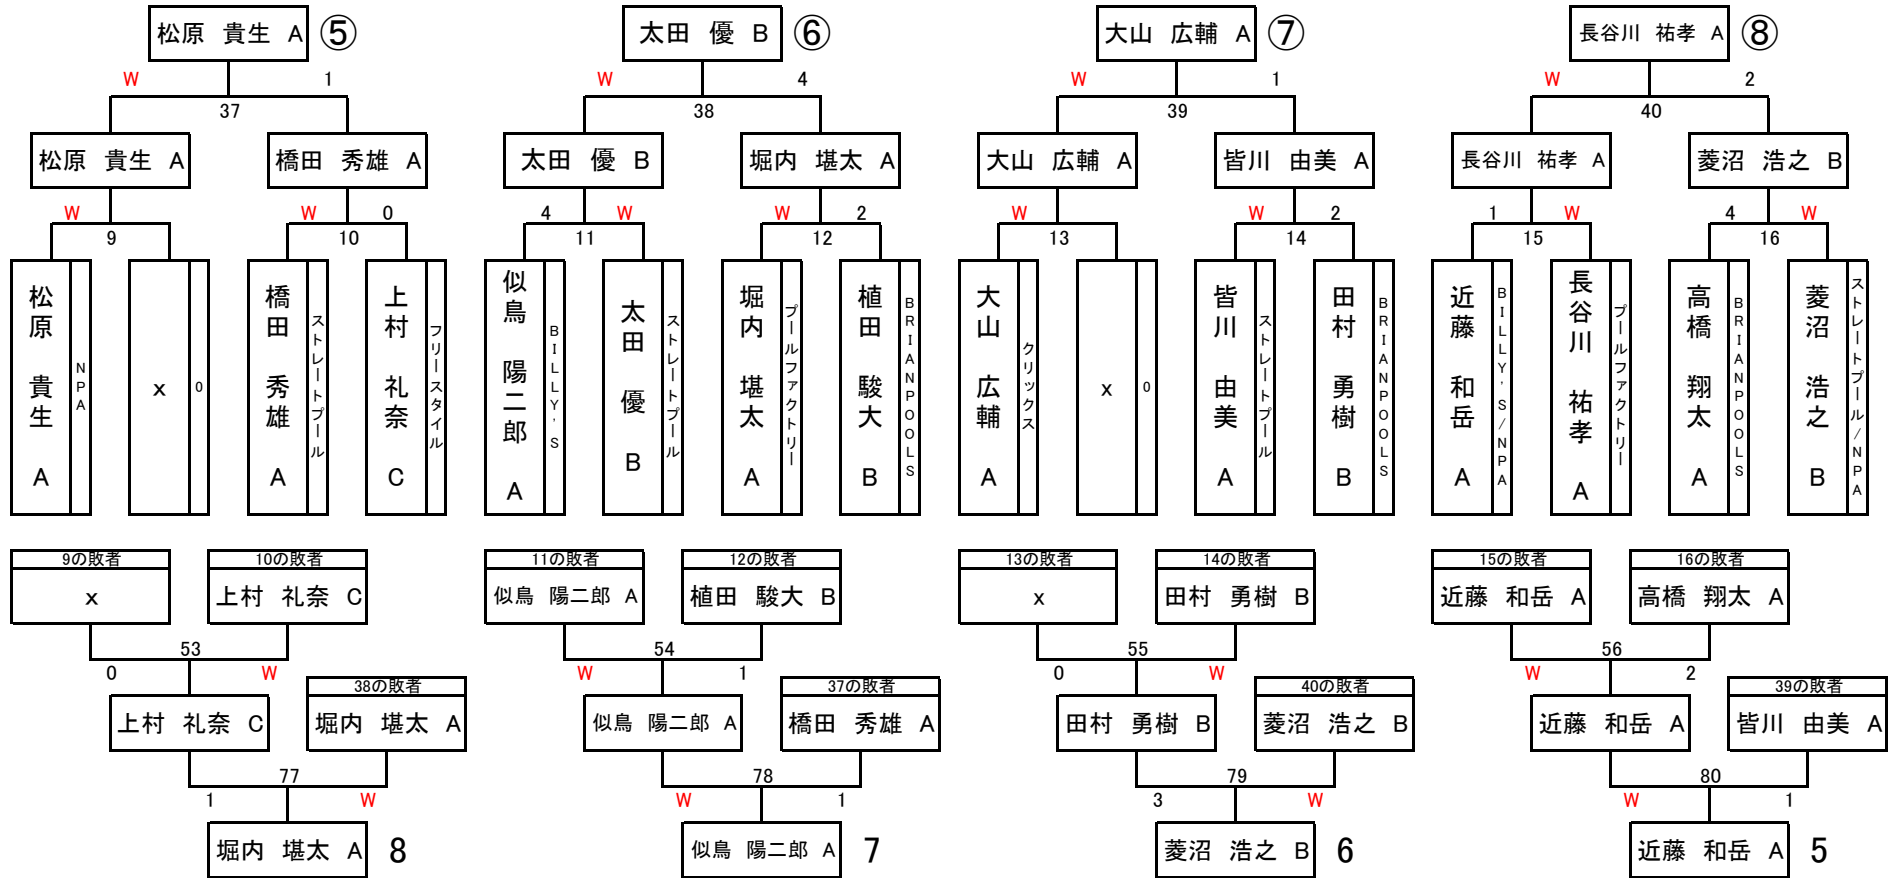 松原 貴生 A ⑤ 太田 優 B ⑥ 大山 広輔 A ⑦ 長谷川 祐孝 A ⑧
W 1 W 4 W 1 W 2
37 38 39 40
松原 貴生 A 橋田 秀雄 A 太田 優 B 堀内 堪太 A 大山 広輔 A 皆川 由美 A 長谷川 祐孝 A 菱沼 浩之 B
W W 0 4 W W 2 W W 2 1 W 4 W
9 10 11 12 13 14 15 16
松原 貴生 A
NPA
x
0
橋田 秀雄 A
ストレートプール
上村 礼奈 C
フリースタイル
似鳥 陽二郎 A
BILLY'S
太田 優 B
ストレートプール
堀内 堪太 A
プールファクトリー
植田 駿大 B
BRIANPOOLS
大山 広輔 A
クリックス
x
0
皆川 由美 A
ストレートプール
田村 勇樹 B
BRIANPOOLS
近藤 和岳 A
BILLY'S/NPA
長谷川 祐孝 A
プールファクトリー
高橋 翔太 A
BRIANPOOLS
菱沼 浩之 B
ストレートプール/NPA
9の敗者 10の敗者 11の敗者 12の敗者 13の敗者 14の敗者 15の敗者 16の敗者
x 上村 礼奈 C 似鳥 陽二郎 A 植田 駿大 B x 田村 勇樹 B 近藤 和岳 A 高橋 翔太 A
53 54 55 56
0 W W 1 0 W W 2
38の敗者 37の敗者 40の敗者 39の敗者
上村 礼奈 C 堀内 堪太 A 似鳥 陽二郎 A 橋田 秀雄 A 田村 勇樹 B 菱沼 浩之 B 近藤 和岳 A 皆川 由美 A
77 78 79 80
1 W W 1 3 W W 1
堀内 堪太 A 8 似鳥 陽二郎 A 7 菱沼 浩之 B 6 近藤 和岳 A 5